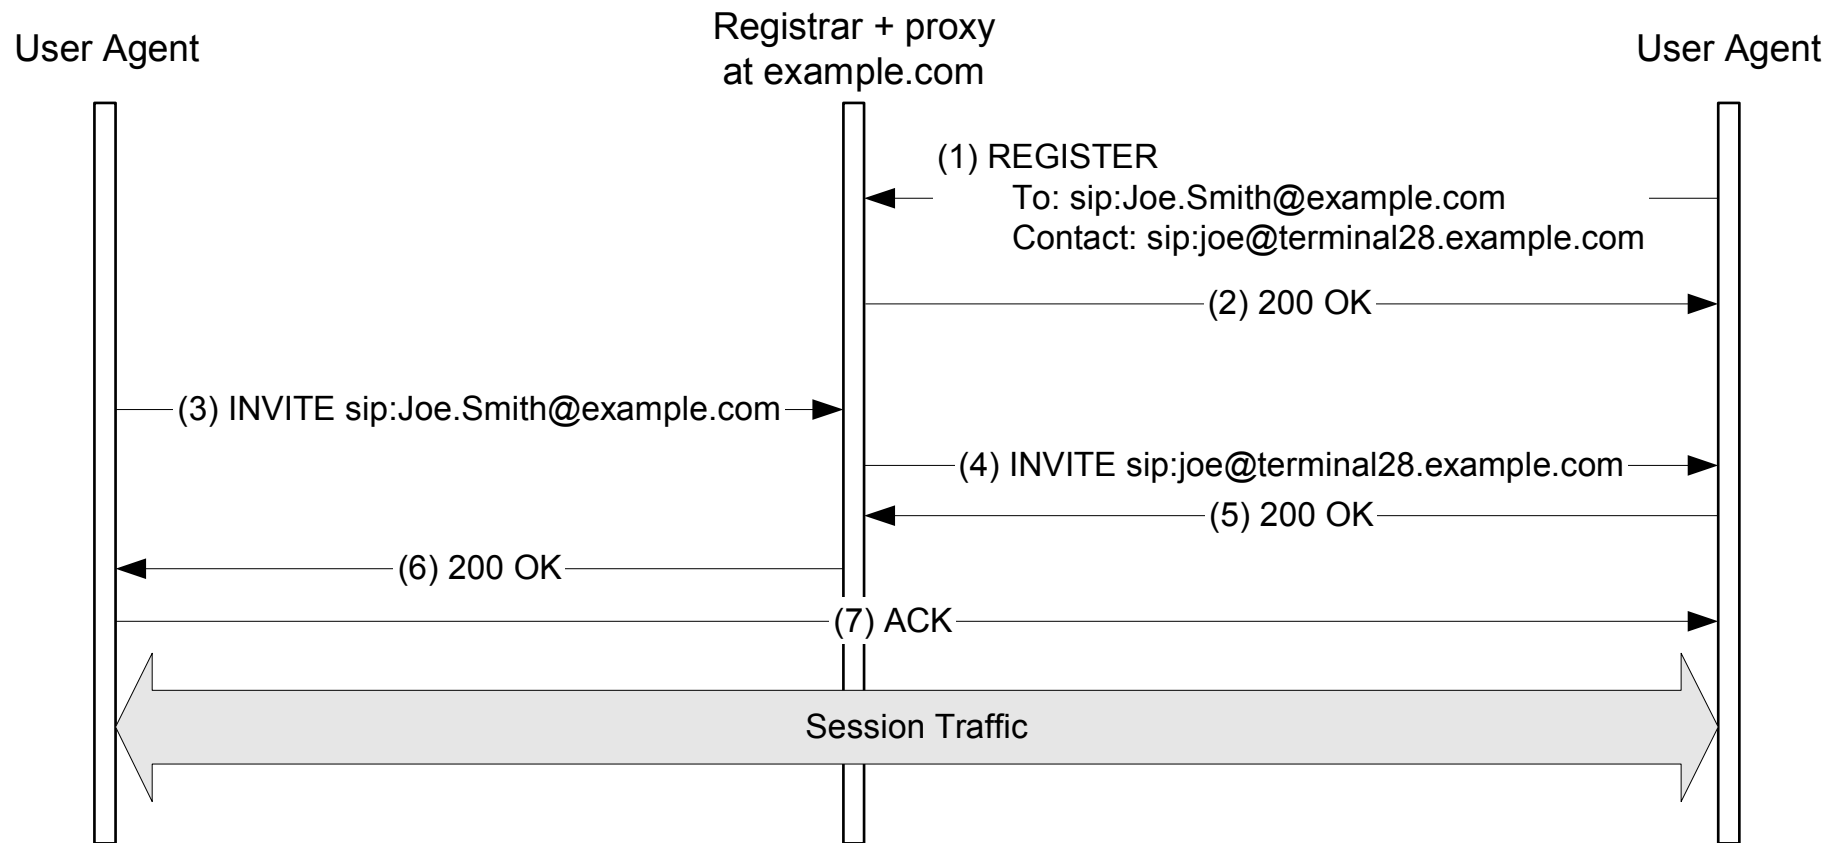 User Agent
Registrar + proxy
at example.com
User Agent
(1) REGISTER
To: sip:Joe.Smith@example.com
Contact: sip:joe@terminal28.example.com
(2) 200 OK
(3) INVITE sip:Joe.Smith@example.com
(4) INVITE sip:joe@terminal28.example.com
(5) 200 OK
(6) 200 OK
(7) ACK
Session Traffic